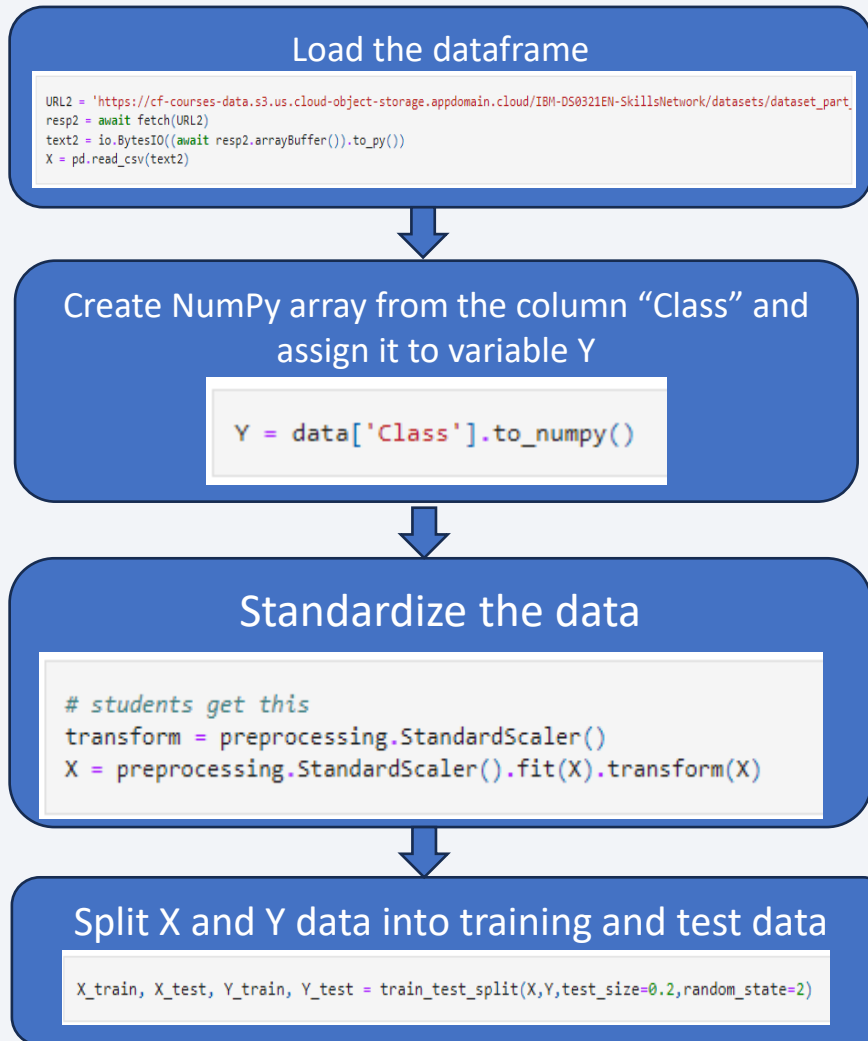 Load the dataframe
URL2 = 'https://cf-courses-data.s3.us.cloud-object-storage.appdomain.cloud/IBM-DS0321EN-SkillsNetwork/datasets/dataset_part_
resp2 = await fetch(URL2)
text2 = io.BytesIO((await resp2.arrayBuffer()).to_py())
X = pd.read_csv(text2)
Create NumPy array from the column “Class” and
assign it to variable Y
Y = data['Class'].to_numpy()
Standardize the data
# students get this
transform = preprocessing.StandardScaler()
X = preprocessing.StandardScaler().fit(X).transform(X)
Split X and Y data into training and test data
X_train, X_test, Y_train, Y_test = train_test_split(X,Y,test_size=0.2,random_state=2)